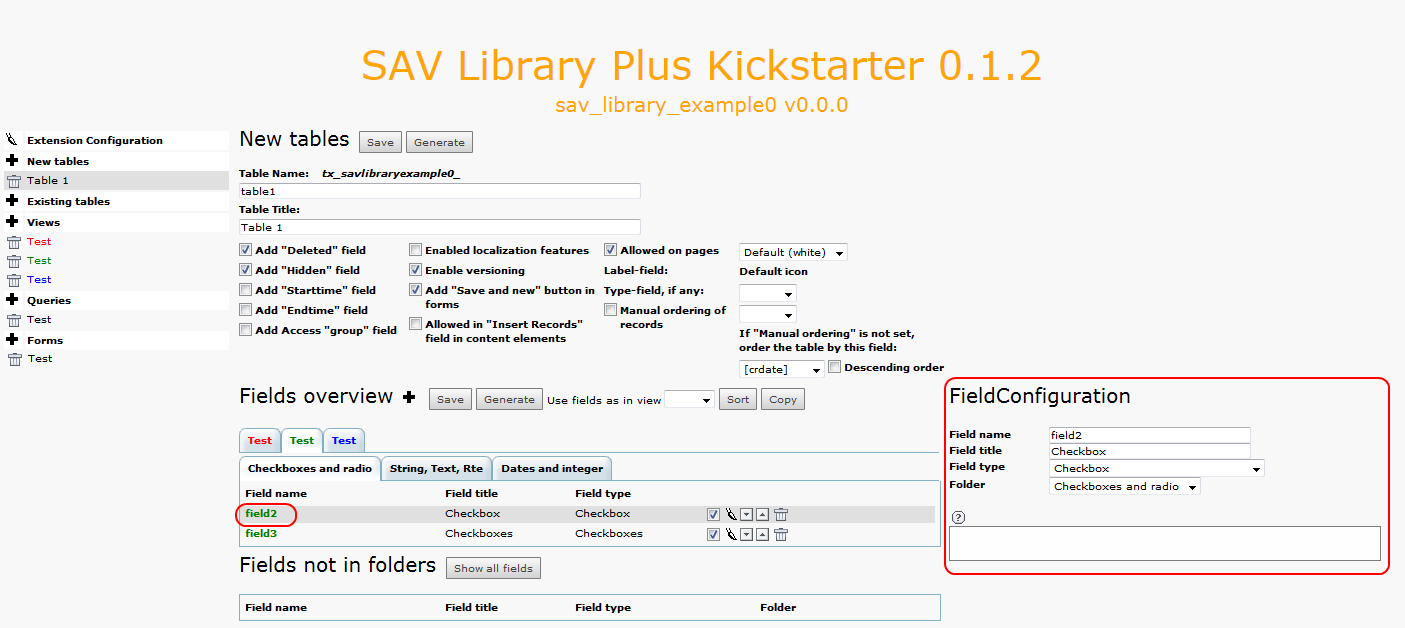 SAV Library Plus Kickstarter 0.1.2
sav_library_example0 v0.0.0
Extension Configuration
New tables
Table 1
Existing tables
Views
Test
Test
Test
Queries
Test
Forms
Test
New tables Save Generate
Table Name: tx_savlibraryexample0_
table1
Table Title:
Table 1
Add "Deleted" field
Add "Hidden" field
Add "Starttime" field
Add "Endtime" field
Add Access "group" field
Enabled localization features
Enable versioning
Add "Save and new" button in
forms
Allowed in "Insert Records"
field in content elements
Allowed on pages
Label-field:
Type-field, if any:
Manual ordering of
records
Default (white)
Default icon
If "Manual ordering" is not set,
order the table by this field:
[crdate] Descending order
Fields overview Save Generate Use fields as in view Sort Copy
Test Test Test
Checkboxes and radio String, Text, Rte Dates and integer
Field name Field title Field type
field2 Checkbox Checkbox
field3 Checkboxes Checkboxes
Fields not in folders Show all fields
Field name Field title Field type Folder
FieldConfiguration
Field name field2
Field title Checkbox
Field type Checkbox
Folder Checkboxes and radio
?